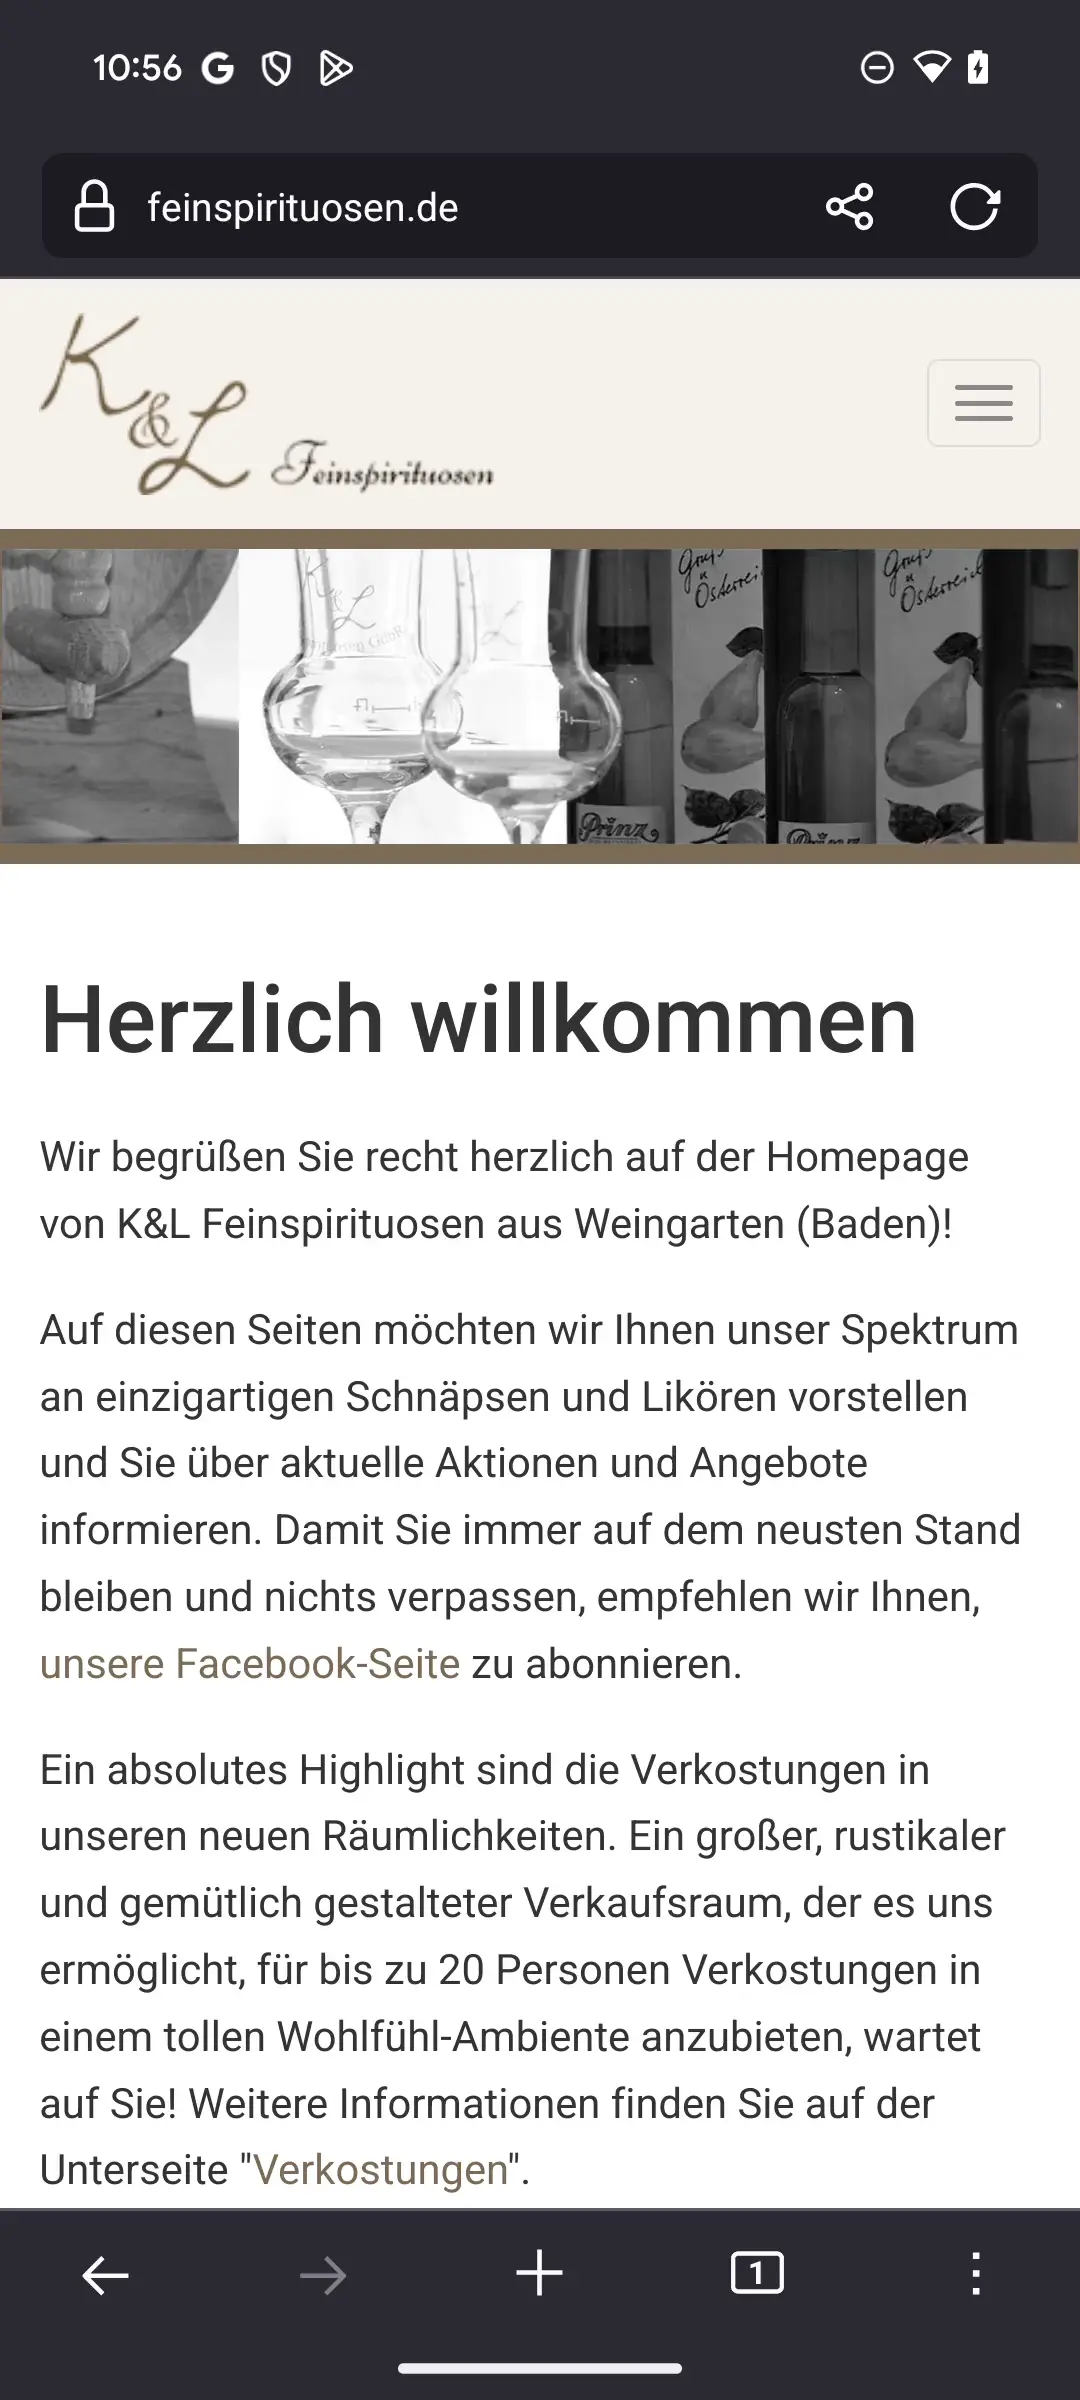 10:56
feinspirituosen.de
K&L Feinspirituosen
K&L
Gruß u Österreich
Prinz
Prinz
Herzlich willkommen
Wir begrüßen Sie recht herzlich auf der Homepage
von K&L Feinspirituosen aus Weingarten (Baden)!
Auf diesen Seiten möchten wir Ihnen unser Spektrum
an einzigartigen Schnäpsen und Likören vorstellen
und Sie über aktuelle Aktionen und Angebote
informieren. Damit Sie immer auf dem neusten Stand
bleiben und nichts verpassen, empfehlen wir Ihnen,
unsere Facebook-Seite zu abonnieren.
Ein absolutes Highlight sind die Verkostungen in
unseren neuen Räumlichkeiten. Ein großer, rustikaler
und gemütlich gestalteter Verkaufsraum, der es uns
ermöglicht, für bis zu 20 Personen Verkostungen in
einem tollen Wohlfühl-Ambiente anzubieten, wartet
auf Sie! Weitere Informationen finden Sie auf der
Unterseite "Verkostungen".
1